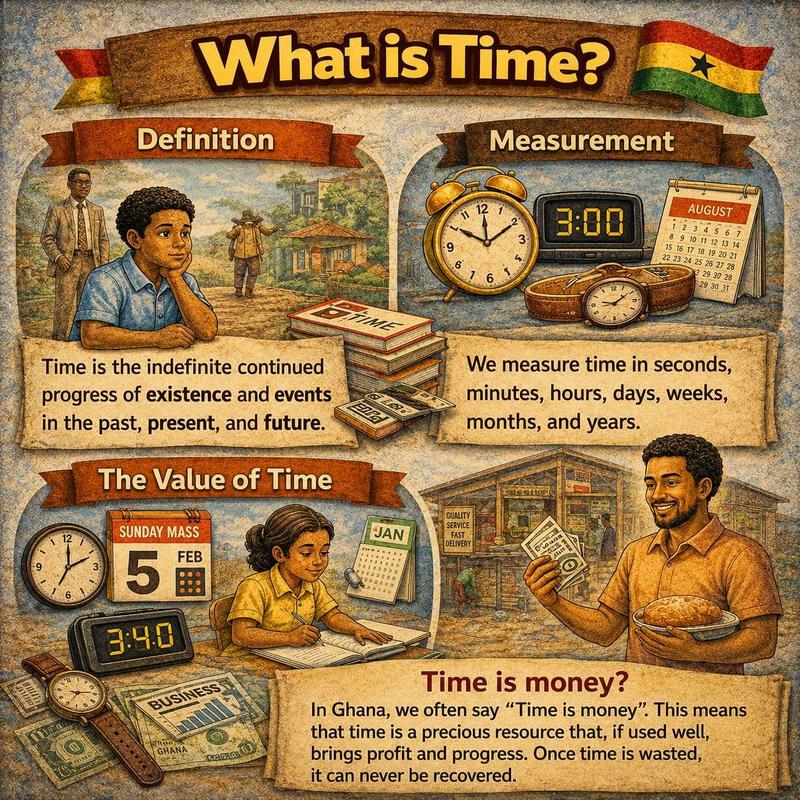 What is Time?
Definition
Time is the indefinite continued
progress of existence and events
in the past, present, and future.
TIME
Measurement
3:00
AUGUST
We measure time in seconds,
minutes, hours, days, weeks,
months, and years.
The Value of Time
SUNDAY MASS
5 FEB
JAN
3:40
BUSINESS
GHANA
QUALITY
SERVICE
FAST
DELIVERY
Time is money?
In Ghana, we often say “Time is money”. This means
that time is a precious resource that, if used well,
brings profit and progress. Once time is wasted,
it can never be recovered.